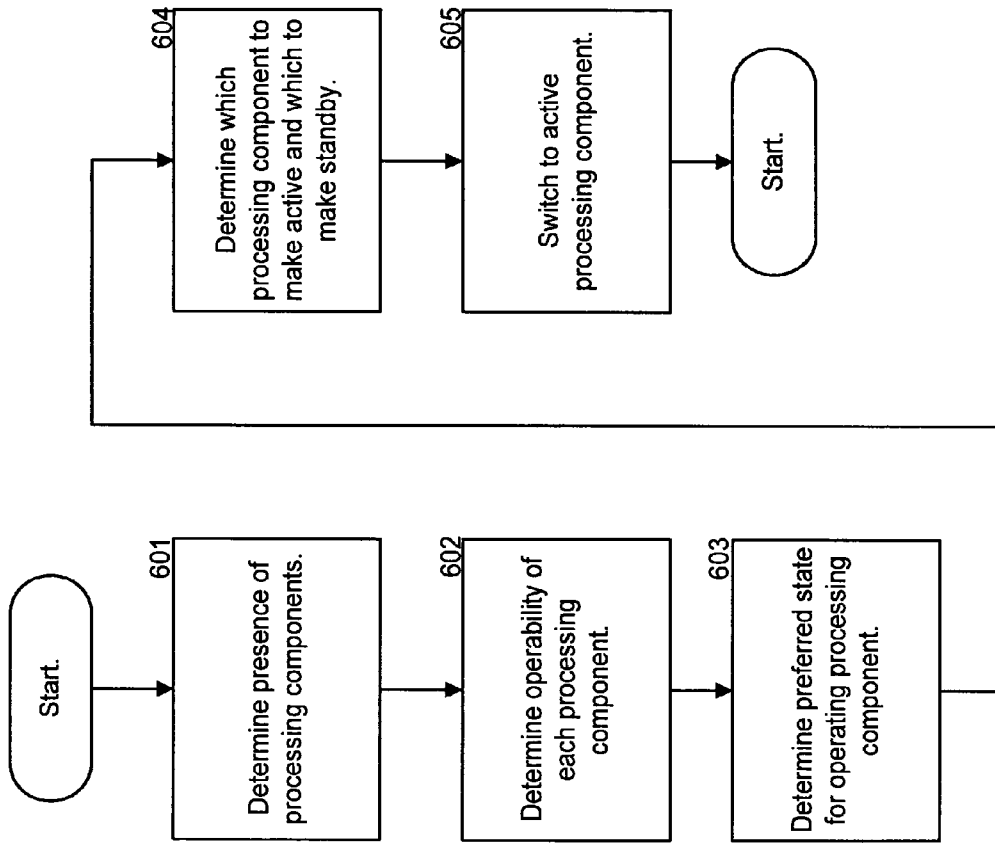 Start.
601
Determine presence of
processing components.
602
Determine operability of
each processing
component.
603
Determine preferred state
for operating processing
component.
604
Determine which
processing component to
make active and which to
make standby.
605
Switch to active
processing component.
Start.